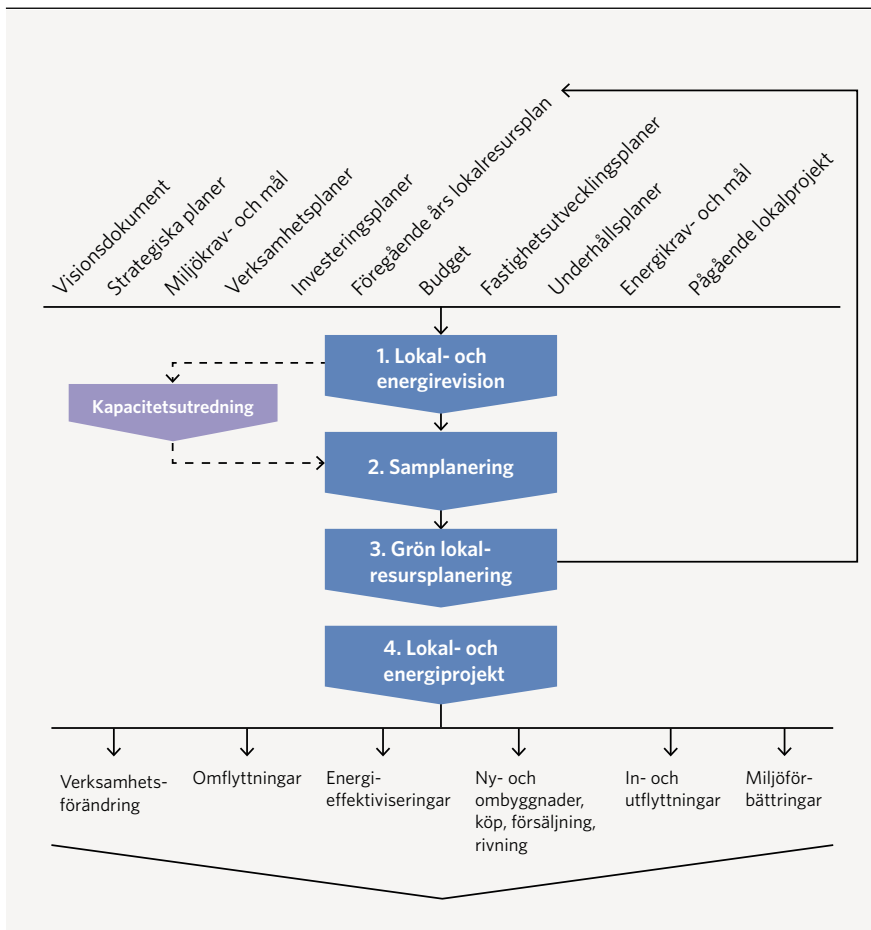 Visionsdokument
Strategiska planer
Miljökrav- och mål
Verksamhetsplaner
Investeringsplaner
Föregående års lokalresursplan
Budget
Fastighetsutvecklingsplaner
Underhållsplaner
Energikrav- och mål
Pågående lokalprojekt
1. Lokal- och
energirevision
Kapacitetsutredning
2. Samplanering
3. Grön lokal-
resursplanering
4. Lokal- och
energiprojekt
Verksamhets-
förändring
Omflyttningar
Energi-
effektiviseringar
Ny- och
ombyggnader,
köp, försäljning,
rivning
In- och
utflyttningar
Miljöför-
bättringar